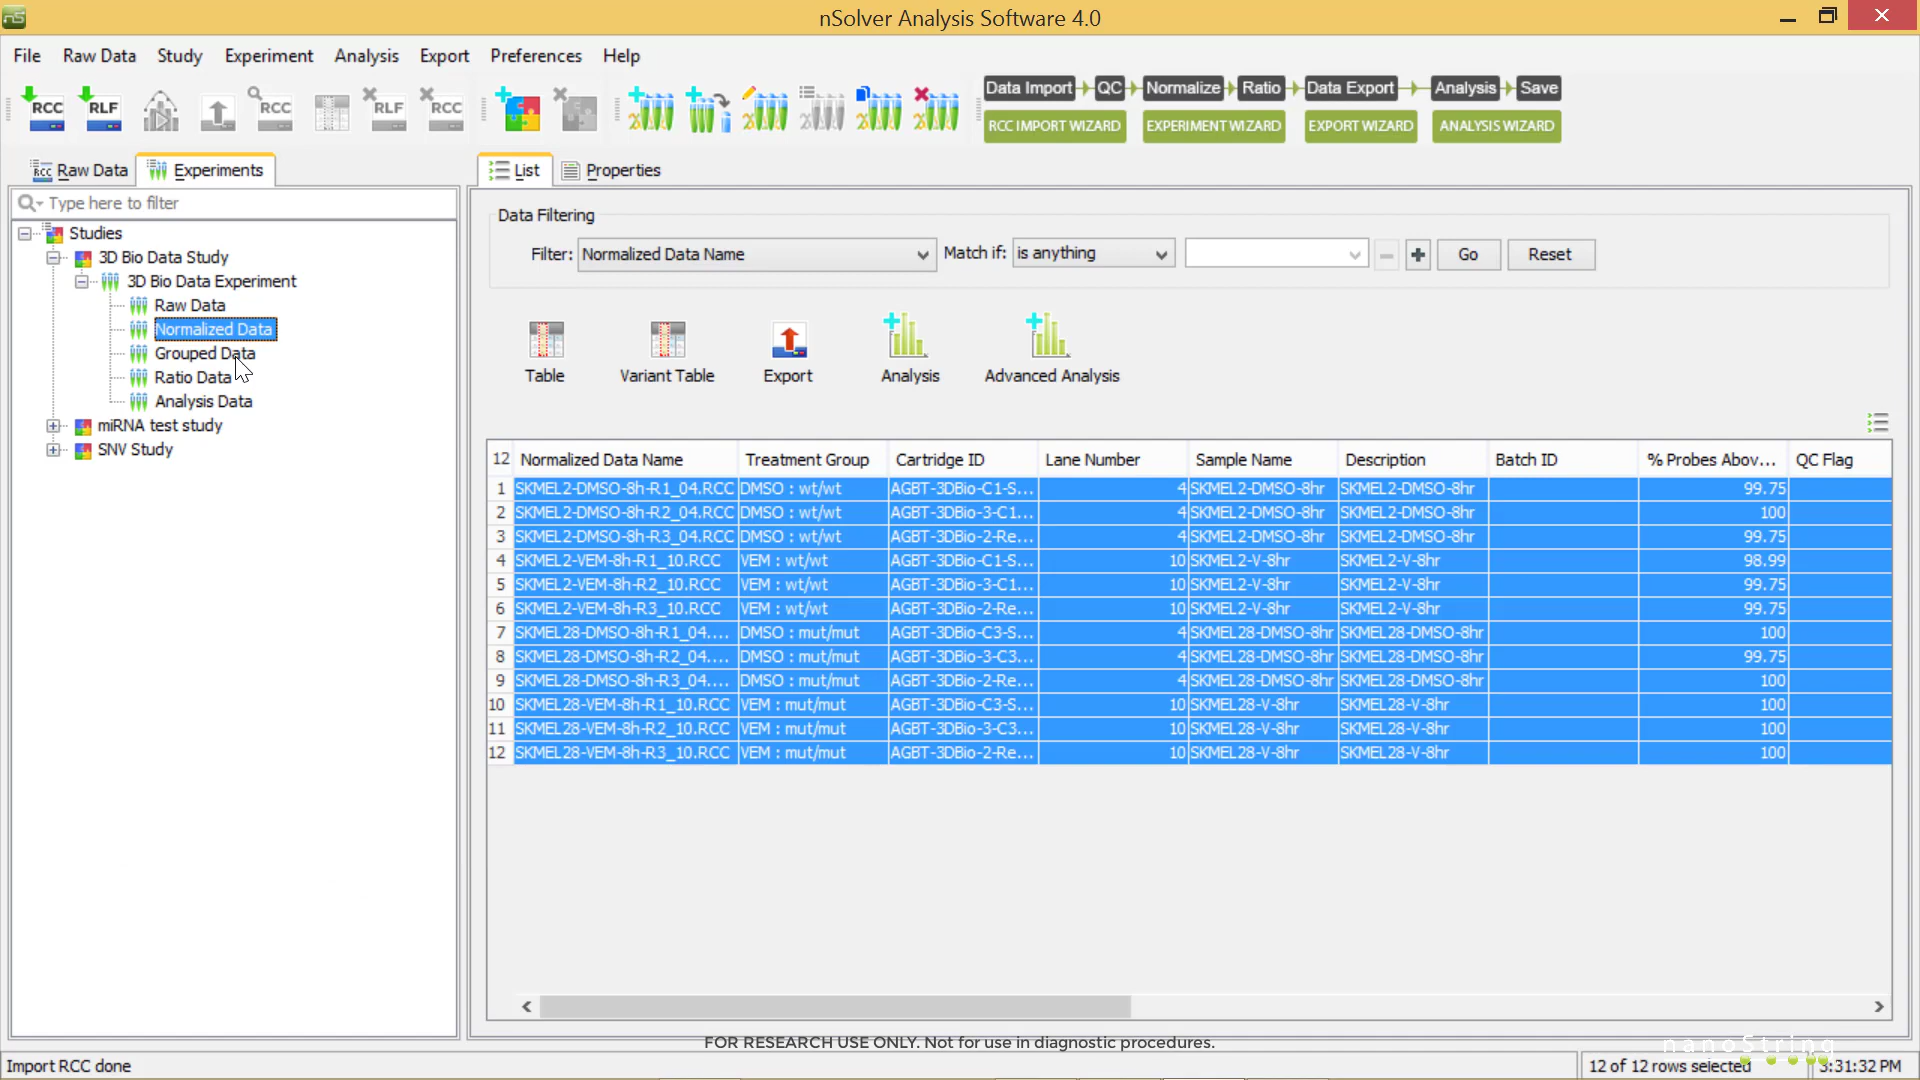 nSolver Analysis Software 4.0
File Raw Data Study Experiment Analysis Export Preferences Help
RCC RLF RCC RLF RCC
Data Import QC Normalize Ratio Data Export Analysis Save
RCC IMPORT WIZARD EXPERIMENT WIZARD EXPORT WIZARD ANALYSIS WIZARD
RCC Raw Data Experiments
List Properties
Type here to filter
Studies
3D Bio Data Study
3D Bio Data Experiment
Raw Data
Normalized Data
Grouped Data
Ratio Data
Analysis Data
miRNA test study
SNV Study
Data Filtering
Filter: Normalized Data Name Match if: is anything Go Reset
Table Variant Table Export Analysis Advanced Analysis
12 Normalized Data Name Treatment Group Cartridge ID Lane Number Sample Name Description Batch ID % Probes Abov... QC Flag
1 SKMEL2-DMSO-8h-R1_04.RCC DMSO : wt/wt AGBT-3DBio-C1-S... 4 SKMEL2-DMSO-8hr SKMEL2-DMSO-8hr 99.75
2 SKMEL2-DMSO-8h-R2_04.RCC DMSO : wt/wt AGBT-3DBio-3-C1... 4 SKMEL2-DMSO-8hr SKMEL2-DMSO-8hr 100
3 SKMEL2-DMSO-8h-R3_04.RCC DMSO : wt/wt AGBT-3DBio-2-Re... 4 SKMEL2-DMSO-8hr SKMEL2-DMSO-8hr 99.75
4 SKMEL2-VEM-8h-R1_10.RCC VEM : wt/wt AGBT-3DBio-C1-S... 10 SKMEL2-V-8hr SKMEL2-V-8hr 98.99
5 SKMEL2-VEM-8h-R2_10.RCC VEM : wt/wt AGBT-3DBio-3-C1... 10 SKMEL2-V-8hr SKMEL2-V-8hr 99.75
6 SKMEL2-VEM-8h-R3_10.RCC VEM : wt/wt AGBT-3DBio-2-Re... 10 SKMEL2-V-8hr SKMEL2-V-8hr 99.75
7 SKMEL28-DMSO-8h-R1_04.... DMSO : mut/mut AGBT-3DBio-C3-S... 4 SKMEL28-DMSO-8hr SKMEL28-DMSO-8hr 100
8 SKMEL28-DMSO-8h-R2_04.... DMSO : mut/mut AGBT-3DBio-3-C3... 4 SKMEL28-DMSO-8hr SKMEL28-DMSO-8hr 99.75
9 SKMEL28-DMSO-8h-R3_04.... DMSO : mut/mut AGBT-3DBio-2-Re... 4 SKMEL28-DMSO-8hr SKMEL28-DMSO-8hr 100
10 SKMEL28-VEM-8h-R1_10.RCC VEM : mut/mut AGBT-3DBio-C3-S... 10 SKMEL28-V-8hr SKMEL28-V-8hr 100
11 SKMEL28-VEM-8h-R2_10.RCC VEM : mut/mut AGBT-3DBio-3-C3... 10 SKMEL28-V-8hr SKMEL28-V-8hr 100
12 SKMEL28-VEM-8h-R3_10.RCC VEM : mut/mut AGBT-3DBio-2-Re... 10 SKMEL28-V-8hr SKMEL28-V-8hr 100
FOR RESEARCH USE ONLY. Not for use in diagnostic procedures.
nanoString
Import RCC done 12 of 12 rows selected 3:31:32 PM